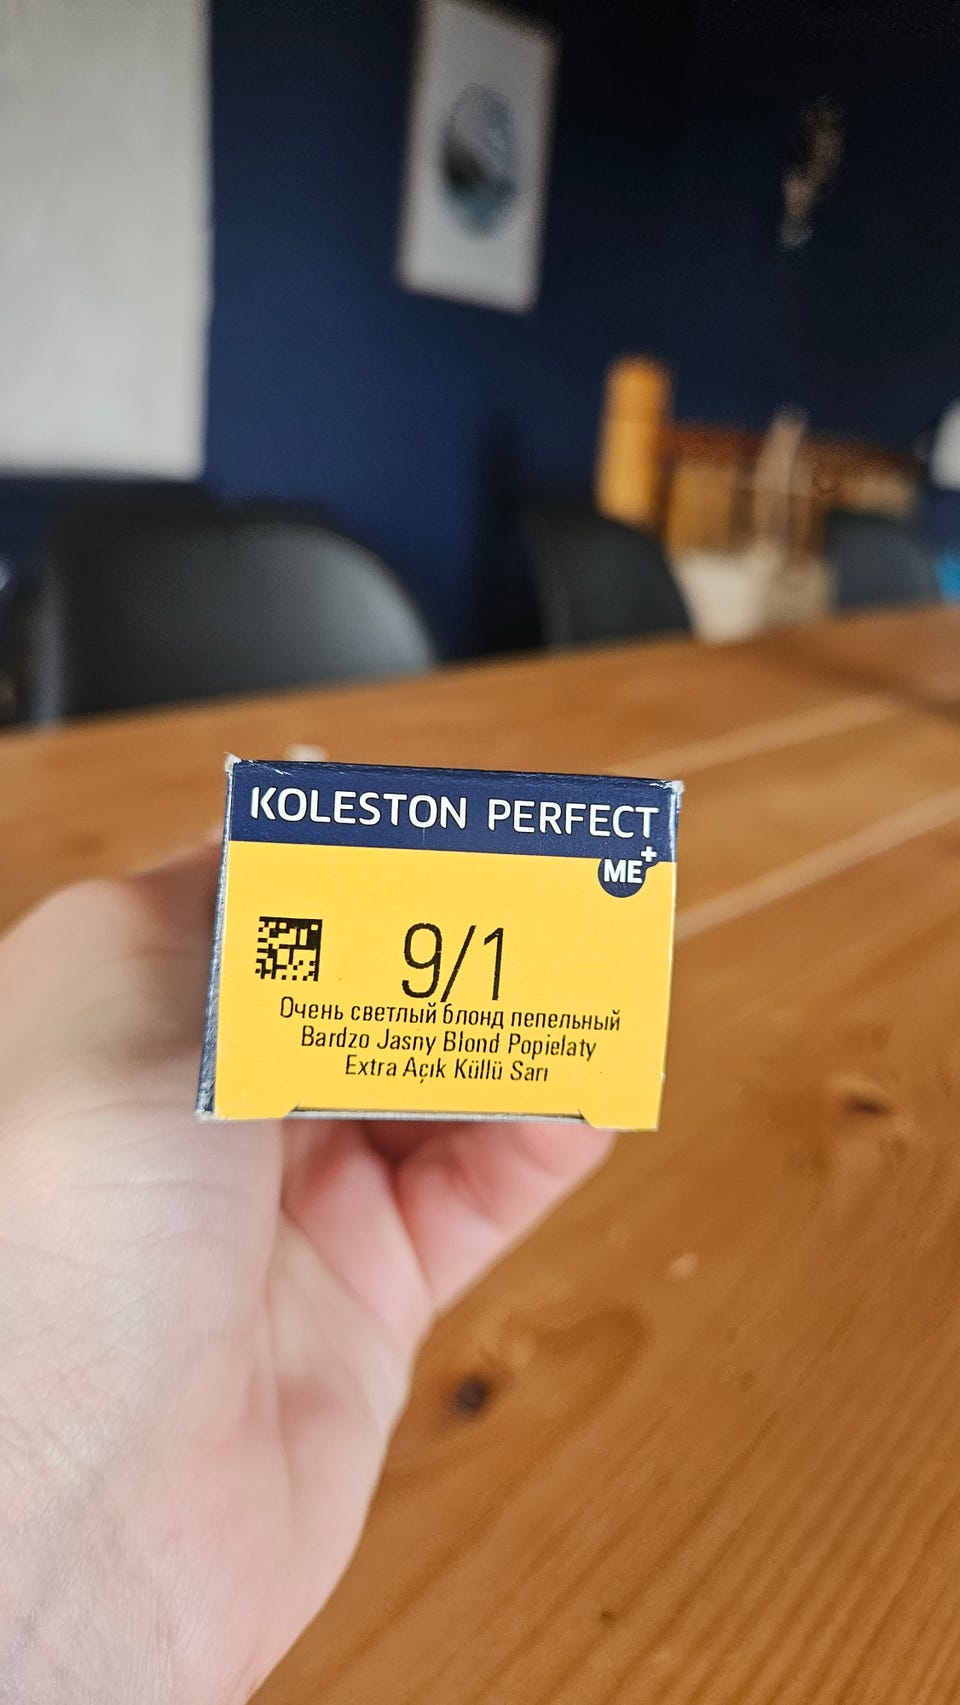 KOLESTON PERFECT
ME+
9/1
Очень светлый блонд пепельный
Bardzo Jasny Blond Popielaty
Extra Açık Küllü Sarı